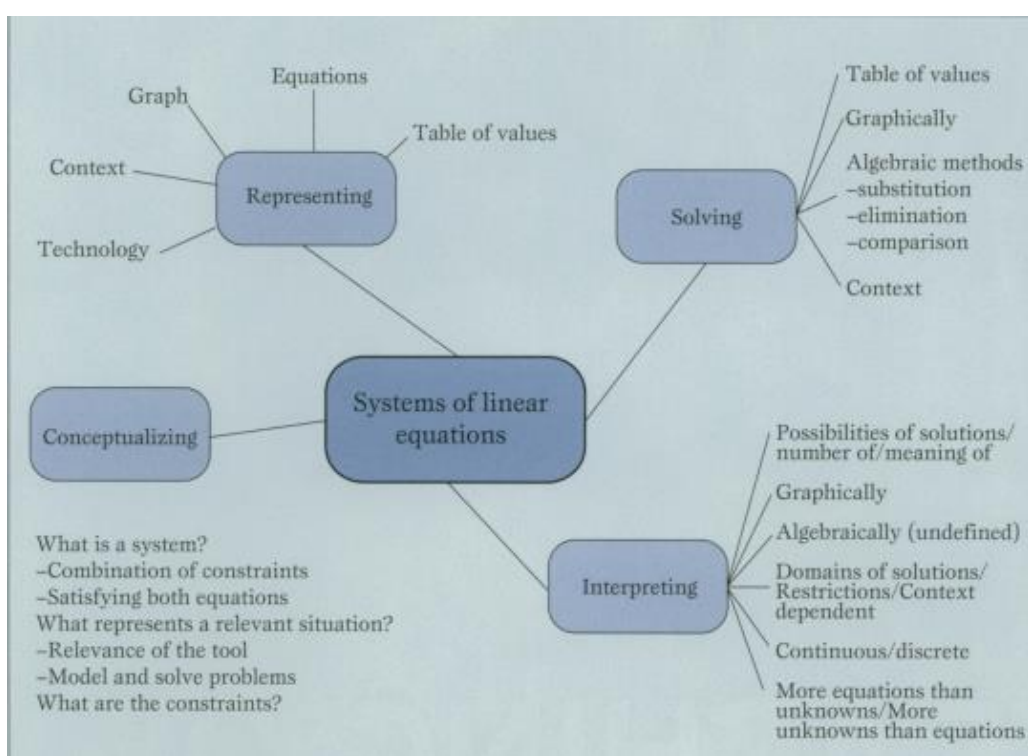 Equations
Graph
Table of values
Context
Representing
Technology
Table of values
Graphically
Algebraic methods
–substitution
–elimination
–comparison
Context
Solving
Systems of linear
equations
Conceptualizing
What is a system?
–Combination of constraints
–Satisfying both equations
What represents a relevant situation?
–Relevance of the tool
–Model and solve problems
What are the constraints?
Interpreting
Possibilities of solutions/
number of/meaning of
Graphically
Algebraically (undefined)
Domains of solutions/
Restrictions/Context
dependent
Continuous/discrete
More equations than
unknowns/More
unknowns than equations